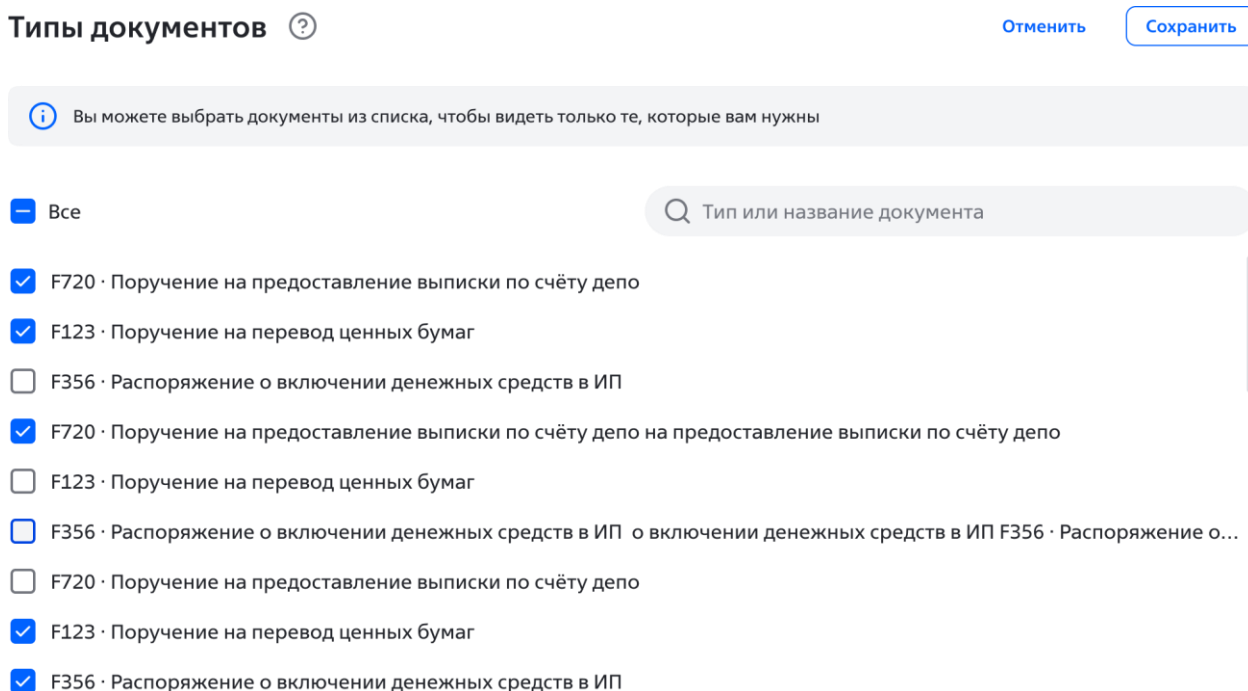 Типы документов ?
Отменить
Сохранить
Вы можете выбрать документы из списка, чтобы видеть только те, которые вам нужны
Все
Тип или название документа
F720 · Поручение на предоставление выписки по счёту депо
F123 · Поручение на перевод ценных бумаг
F356 · Распоряжение о включении денежных средств в ИП
F720 · Поручение на предоставление выписки по счёту депо на предоставление выписки по счёту депо
F123 · Поручение на перевод ценных бумаг
F356 · Распоряжение о включении денежных средств в ИП о включении денежных средств в ИП F356 · Распоряжение о...
F720 · Поручение на предоставление выписки по счёту депо
F123 · Поручение на перевод ценных бумаг
F356 · Распоряжение о включении денежных средств в ИП